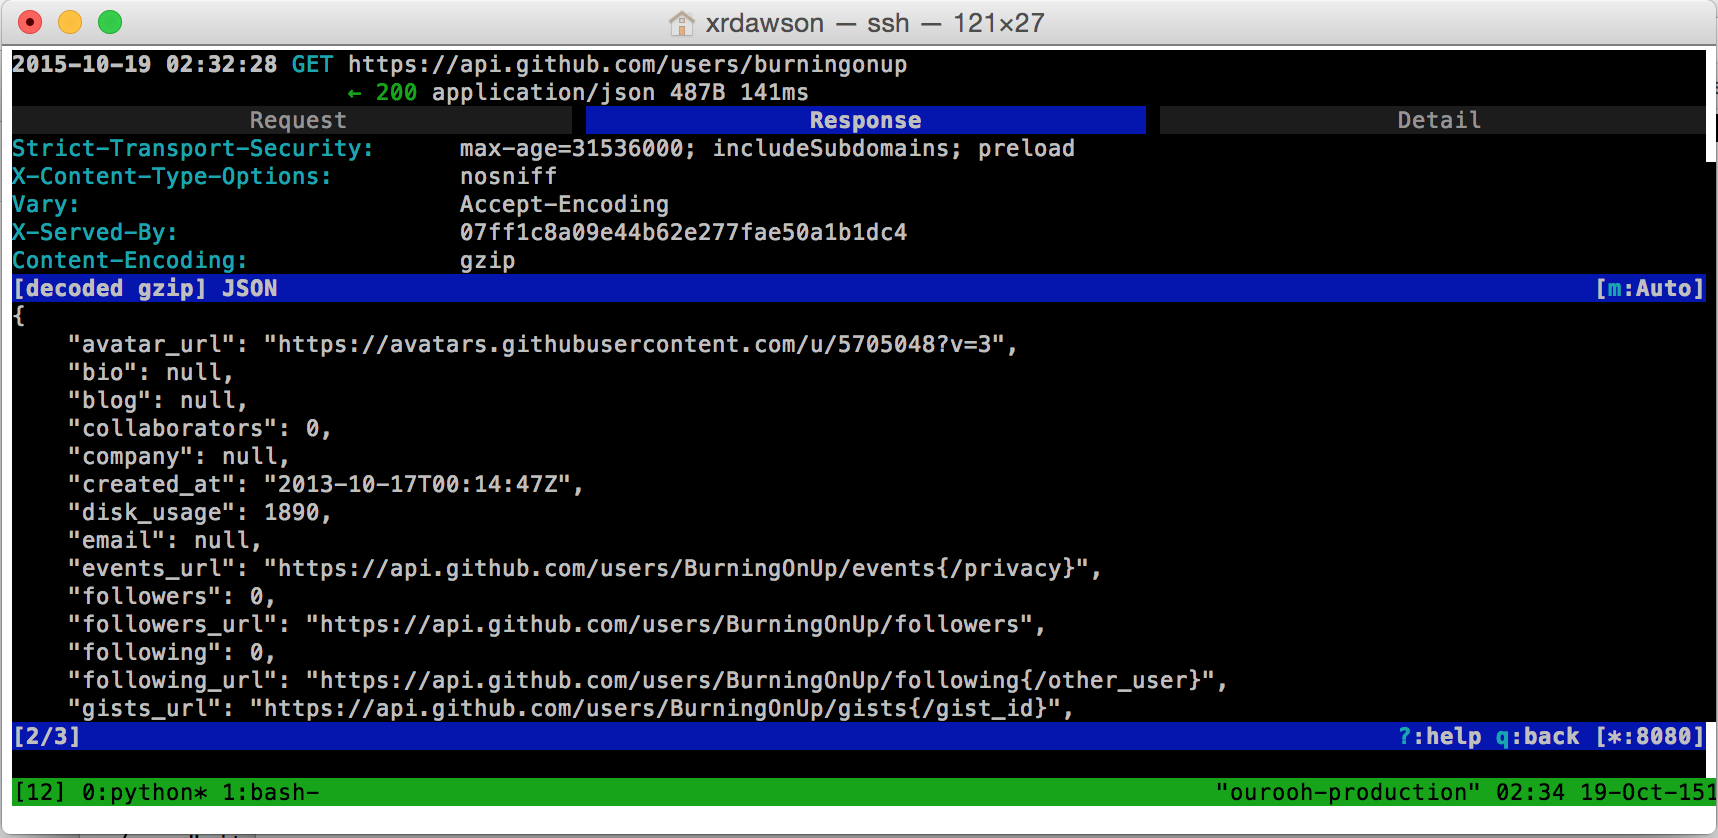 xrdawson — ssh — 121×27
2015-10-19 02:32:28 GET https://api.github.com/users/burningonup
← 200 application/json 487B 141ms
Request Response Detail
Strict-Transport-Security: max-age=31536000; includeSubdomains; preload
X-Content-Type-Options: nosniff
Vary: Accept-Encoding
X-Served-By: 07ff1c8a09e44b62e277fae50a1b1dc4
Content-Encoding: gzip
[decoded gzip] JSON [m:Auto]
{
"avatar_url": "https://avatars.githubusercontent.com/u/5705048?v=3",
"bio": null,
"blog": null,
"collaborators": 0,
"company": null,
"created_at": "2013-10-17T00:14:47Z",
"disk_usage": 1890,
"email": null,
"events_url": "https://api.github.com/users/BurningOnUp/events{/privacy}",
"followers": 0,
"followers_url": "https://api.github.com/users/BurningOnUp/followers",
"following": 0,
"following_url": "https://api.github.com/users/BurningOnUp/following{/other_user}",
"gists_url": "https://api.github.com/users/BurningOnUp/gists{/gist_id}",
[2/3] ?:help q:back [*:8080]
[12] 0:python* 1:bash- "ourooh-production" 02:34 19-Oct-151